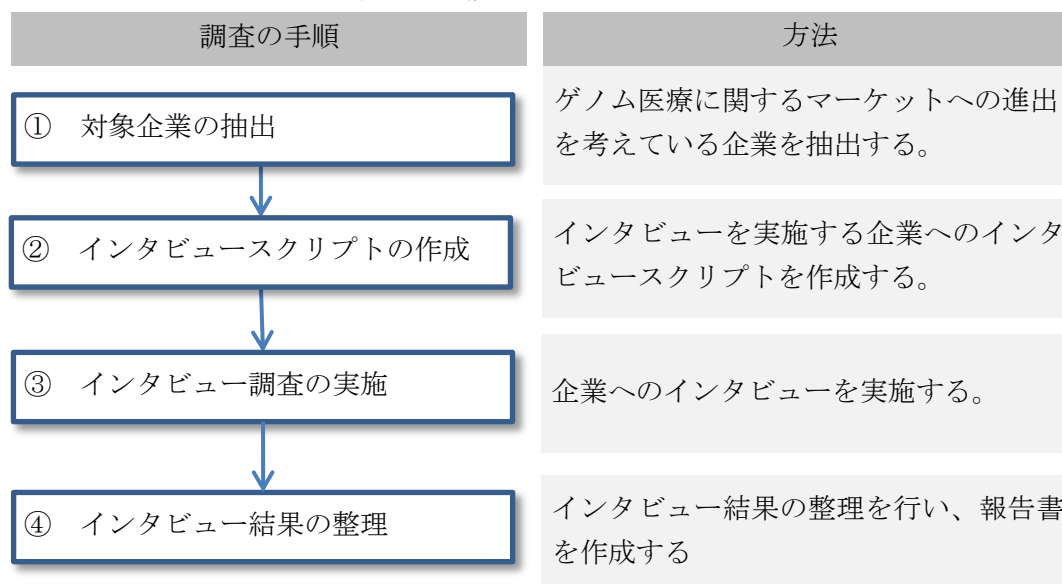 調査の手順
方法
① 対象企業の抽出
ゲノム医療に関するマーケットへの進出
を考えている企業を抽出する。
② インタビュースクリプトの作成
インタビューを実施する企業へのインタ
ビュースクリプトを作成する。
③ インタビュー調査の実施
企業へのインタビューを実施する。
④ インタビュー結果の整理
インタビュー結果の整理を行い、報告書
を作成する